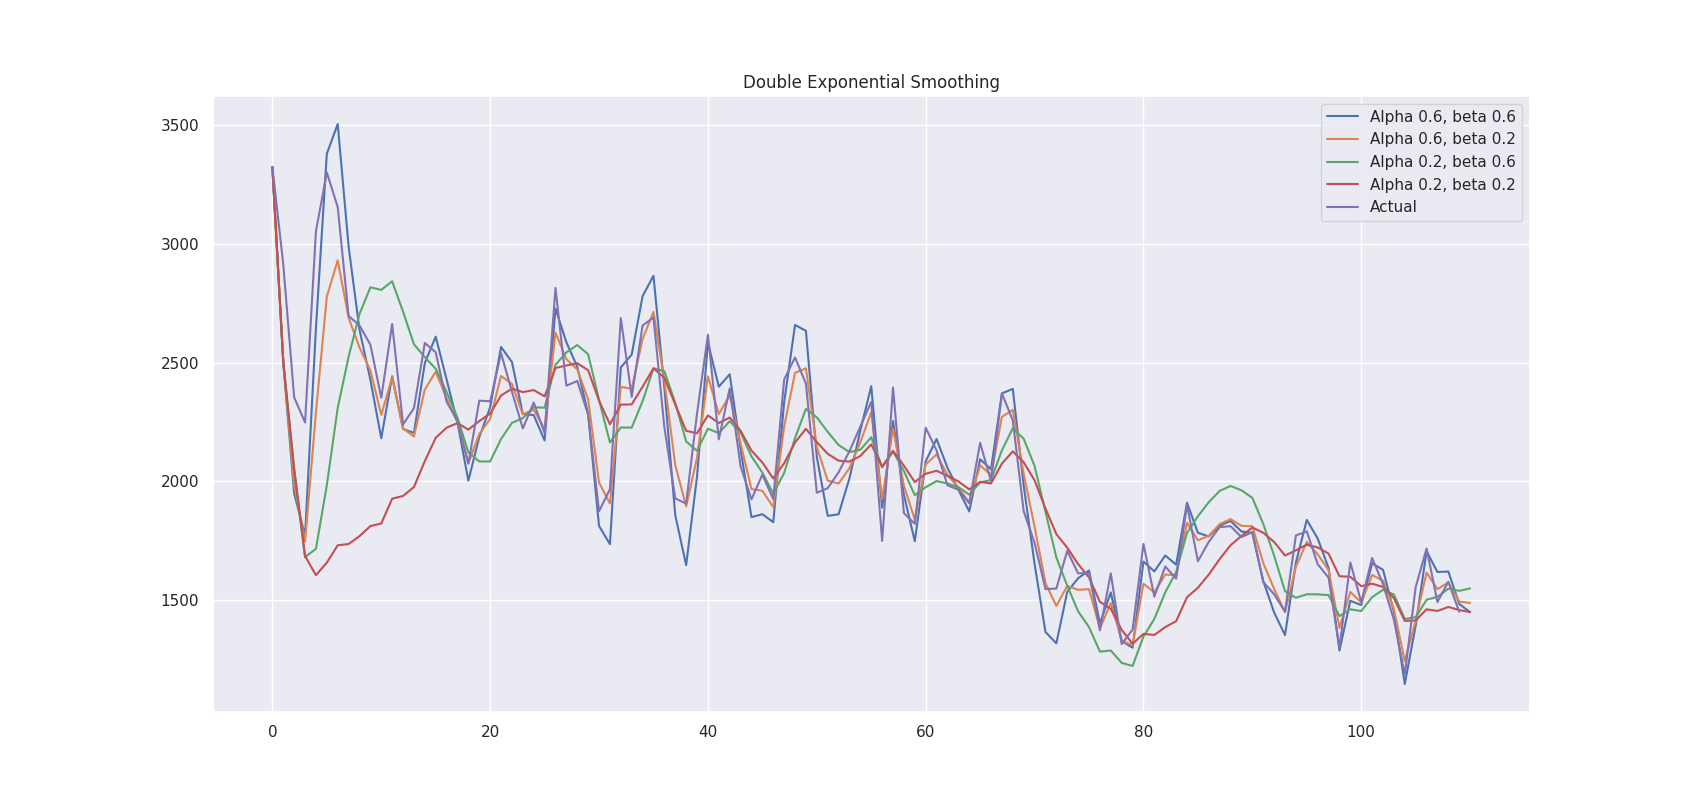 Double Exponential Smoothing
3500
3000
2500
2000
1500
0
20
40
60
80
100
Alpha 0.6, beta 0.6
Alpha 0.6, beta 0.2
Alpha 0.2, beta 0.6
Alpha 0.2, beta 0.2
Actual